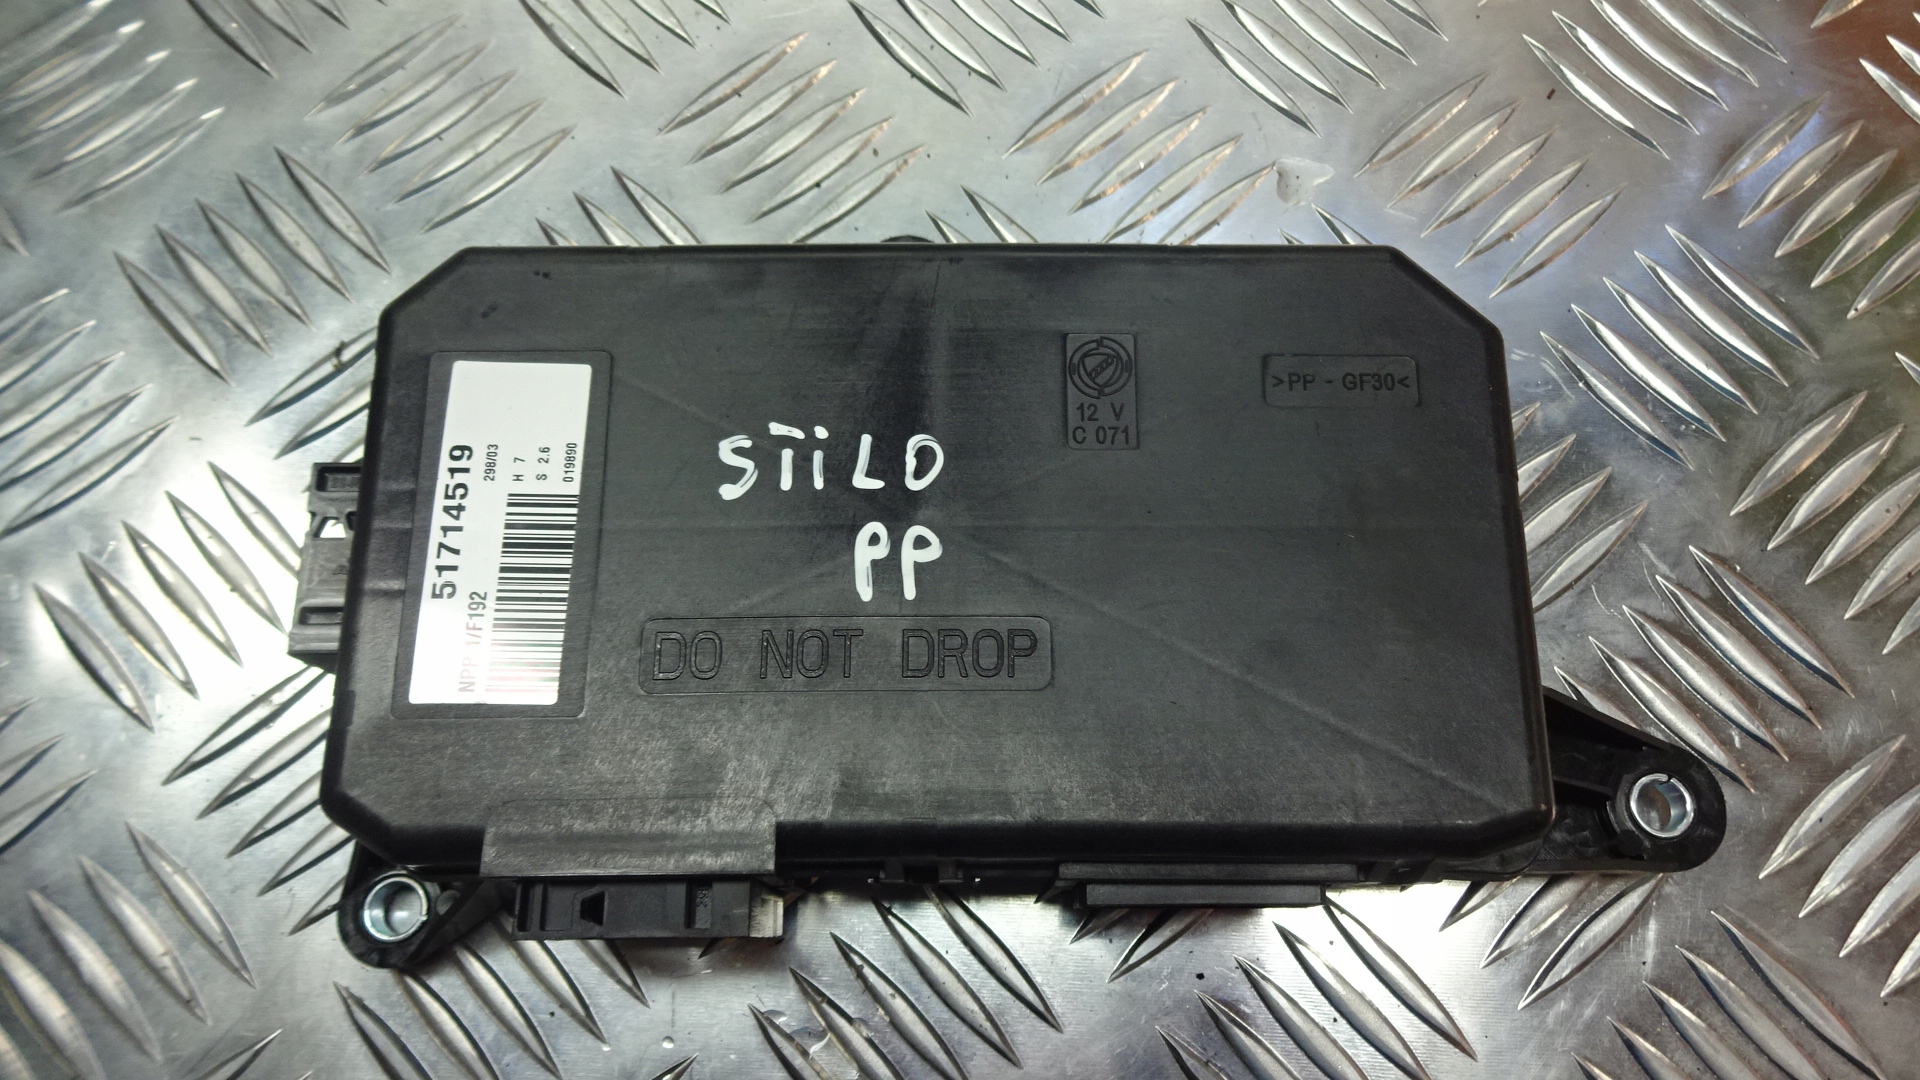 51714519
298/03
NPP 1/F192
H 7
S 2.6
019890
STiLO
PP
12 V
C 071
>PP - GF30<
DO NOT DROP